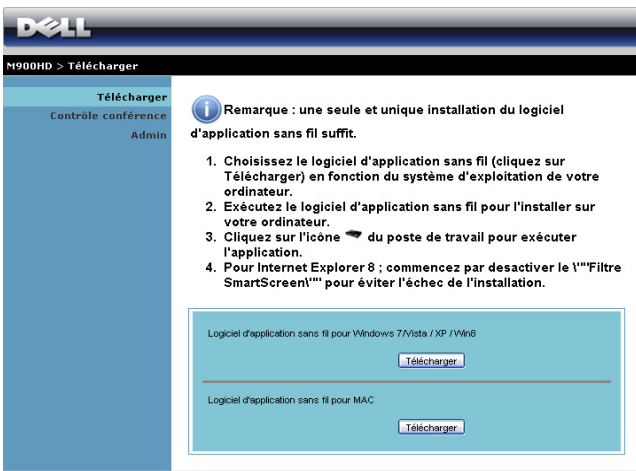 DELL
M900HD > Télécharger
Télécharger
Contrôle conférence
Admin
Remarque : une seule et unique installation du logiciel
d'application sans fil suffit.
1. Choisissez le logiciel d'application sans fil (cliquez sur
Télécharger) en fonction du système d'exploitation de votre
ordinateur.
2. Exécutez le logiciel d'application sans fil pour l'installer sur
votre ordinateur.
3. Cliquez sur l'icône du poste de travail pour exécuter
l'application.
4. Pour Internet Explorer 8 ; commencez par desactiver le \""Filtre
SmartScreen\"" pour éviter l'échec de l'installation.
Logiciel d'application sans fil pour Windows 7/Vista / XP / Win8
Télécharger
Logiciel d'application sans fil pour MAC
Télécharger